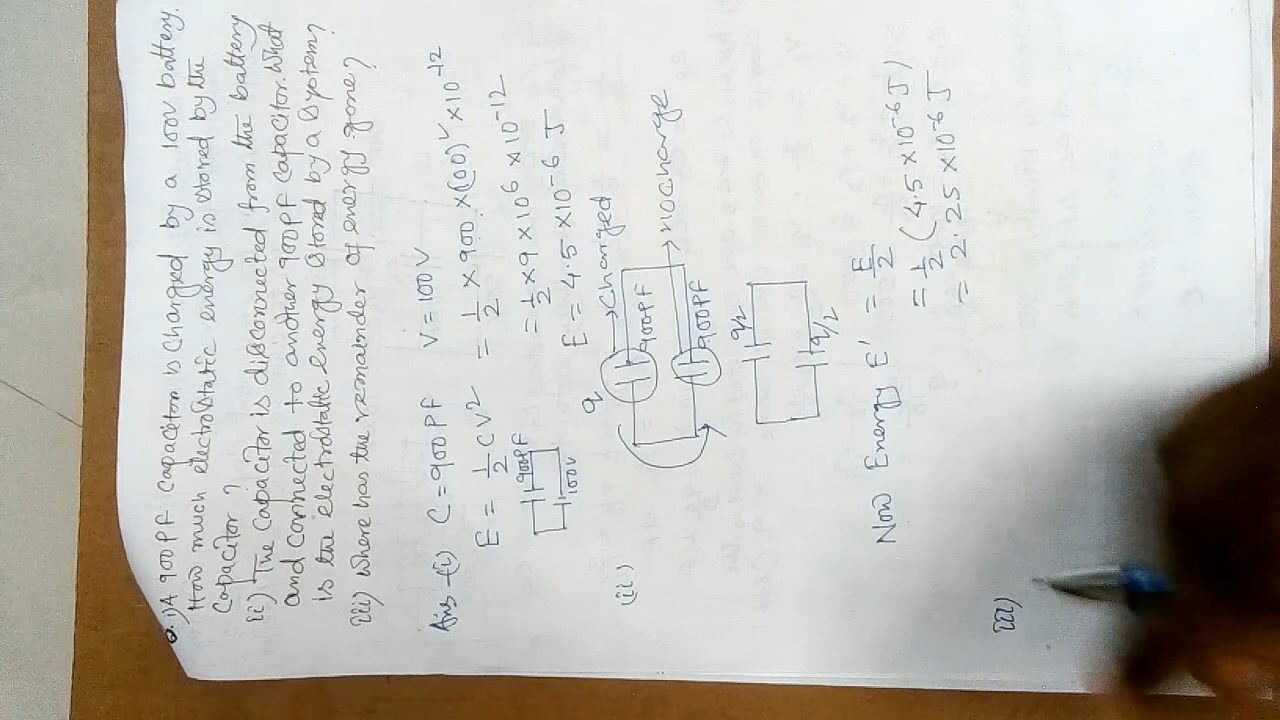 Q. i) A 900 PF capacitor is charged by a 100V battery.
How much electrostatic energy is stored by the
Capacitor ?
ii) The Capacitor is disconnected from the battery
and connected to another 900 PF capacitor. What
is the electrostatic energy stored by a system?
iii) Where has the remainder of energy gone?
Ans-(i) C = 900 PF V = 100 V
E = 1/2 CV² = 1/2 × 900 × (100)² × 10⁻¹²
= 1/2 × 9 × 10⁶ × 10⁻¹²
E = 4.5 × 10⁻⁶ J
900PF
100V
(ii)
q → Charged
900PF
900PF → no charge
q/2
q/2
Now Energy E' = E/2
= 1/2 (4.5 × 10⁻⁶ J)
= 2.25 × 10⁻⁶ J
iii)